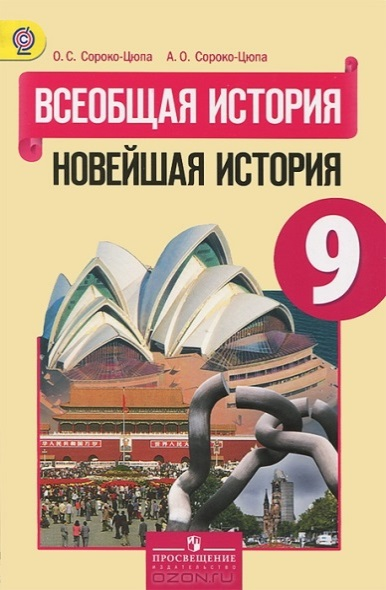 О. С. Сороко-Цюпа А. О. Сороко-Цюпа
ВСЕОБЩАЯ ИСТОРИЯ
НОВЕЙШАЯ ИСТОРИЯ
9
ПРОСВЕЩЕНИЕ
ИЗДАТЕЛЬСТВО
OZON.ru